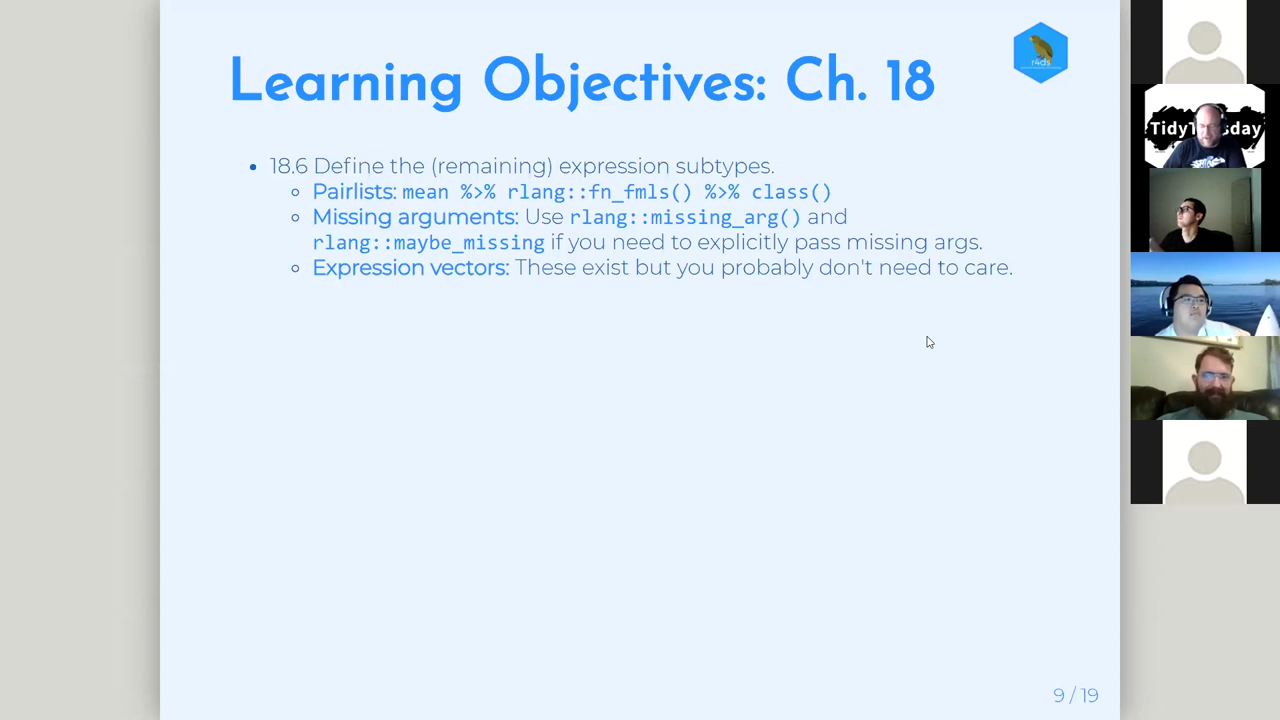 Learning Objectives: Ch. 18
r4ds
18.6 Define the (remaining) expression subtypes.
Pairlists: mean %>% rlang::fn_fmls() %>% class()
Missing arguments: Use rlang::missing_arg() and
rlang::maybe_missing if you need to explicitly pass missing args.
Expression vectors: These exist but you probably don't need to care.
9 / 19